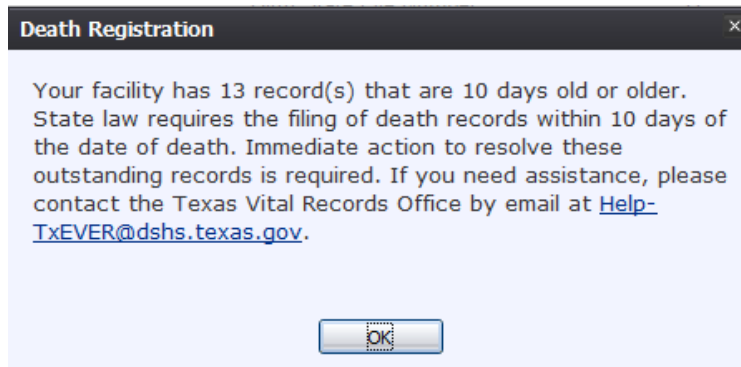 Death Registration
Your facility has 13 record(s) that are 10 days old or older.
State law requires the filing of death records within 10 days of
the date of death. Immediate action to resolve these
outstanding records is required. If you need assistance, please
contact the Texas Vital Records Office by email at Help-
TxEVER@dshs.texas.gov.
OK